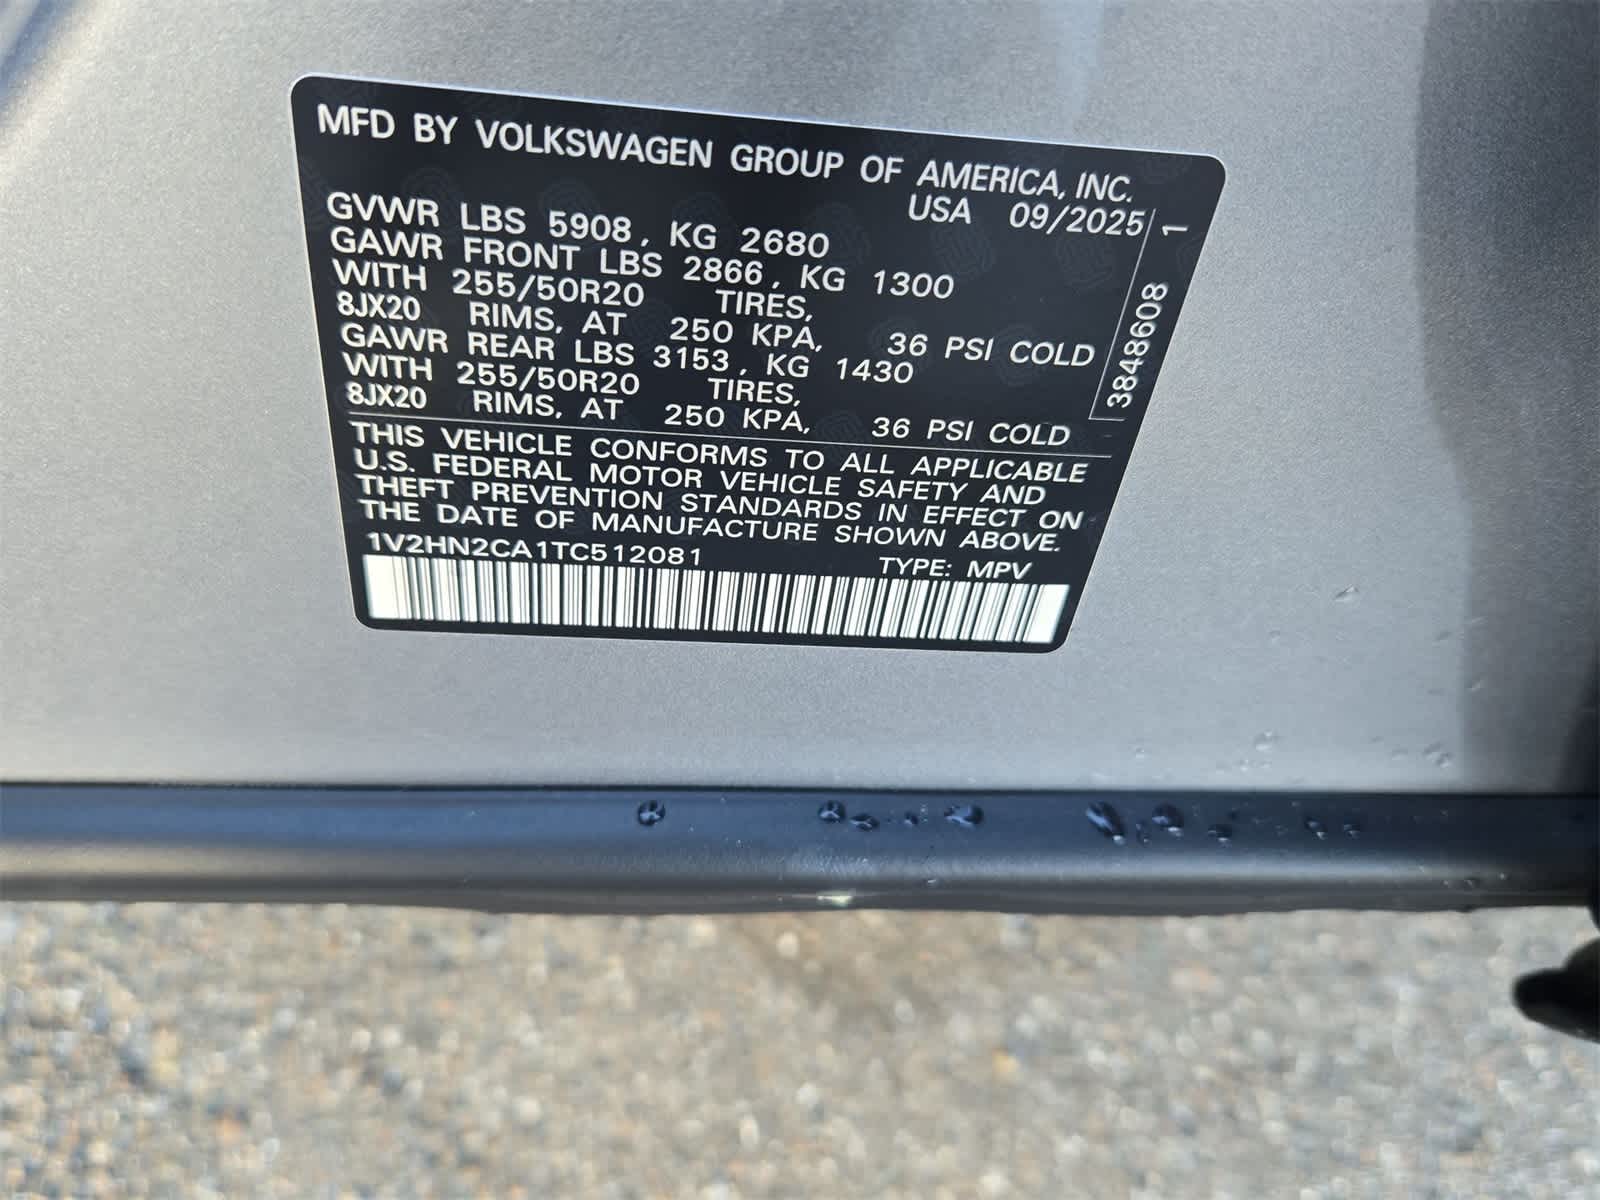 MFD BY VOLKSWAGEN GROUP OF AMERICA, INC.
USA 09/2025
GVWR LBS 5908, KG 2680
GAWR FRONT LBS 2866, KG 1300
WITH 255/50R20 TIRES,
8JX20 RIMS, AT 250 KPA, 36 PSI COLD
GAWR REAR LBS 3153, KG 1430
WITH 255/50R20 TIRES,
8JX20 RIMS, AT 250 KPA, 36 PSI COLD
3848608 1
THIS VEHICLE CONFORMS TO ALL APPLICABLE
U.S. FEDERAL MOTOR VEHICLE SAFETY AND
THEFT PREVENTION STANDARDS IN EFFECT ON
THE DATE OF MANUFACTURE SHOWN ABOVE.
1V2HN2CA1TC512081 TYPE: MPV